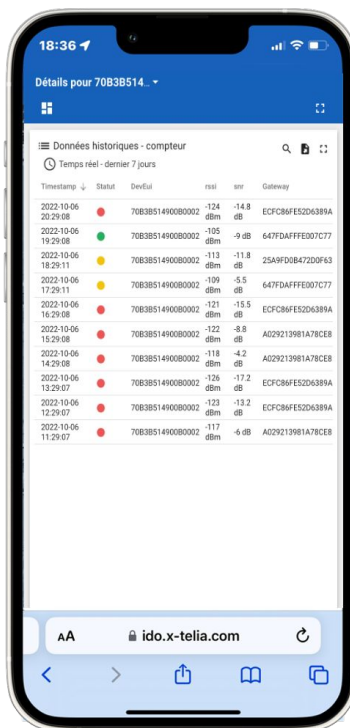 18:36
Détails pour 70B3B514...
Données historiques - compteur
Temps réel - dernier 7 jours
Timestamp Statut DevEui rssi snr Gateway
2022-10-06 20:29:08 70B3B514900B0002 -124 dBm -14.8 dB ECFC86FE52D6389A
2022-10-06 19:29:08 70B3B514900B0002 -105 dBm -9 dB 647FDAFFFE007C77
2022-10-06 18:29:11 70B3B514900B0002 -113 dBm -11.8 dB 25A9FD0B472D0F63
2022-10-06 17:29:11 70B3B514900B0002 -109 dBm -5.5 dB 647FDAFFFE007C77
2022-10-06 16:29:08 70B3B514900B0002 -121 dBm -15.5 dB ECFC86FE52D6389A
2022-10-06 15:29:08 70B3B514900B0002 -122 dBm -8.8 dB A029213981A78CE8
2022-10-06 14:29:08 70B3B514900B0002 -118 dBm -4.2 dB A029213981A78CE8
2022-10-06 13:29:07 70B3B514900B0002 -126 dBm -17.2 dB ECFC86FE52D6389A
2022-10-06 12:29:07 70B3B514900B0002 -123 dBm -13.2 dB ECFC86FE52D6389A
2022-10-06 11:29:07 70B3B514900B0002 -117 dBm -6 dB A029213981A78CE8
AA ido.x-telia.com